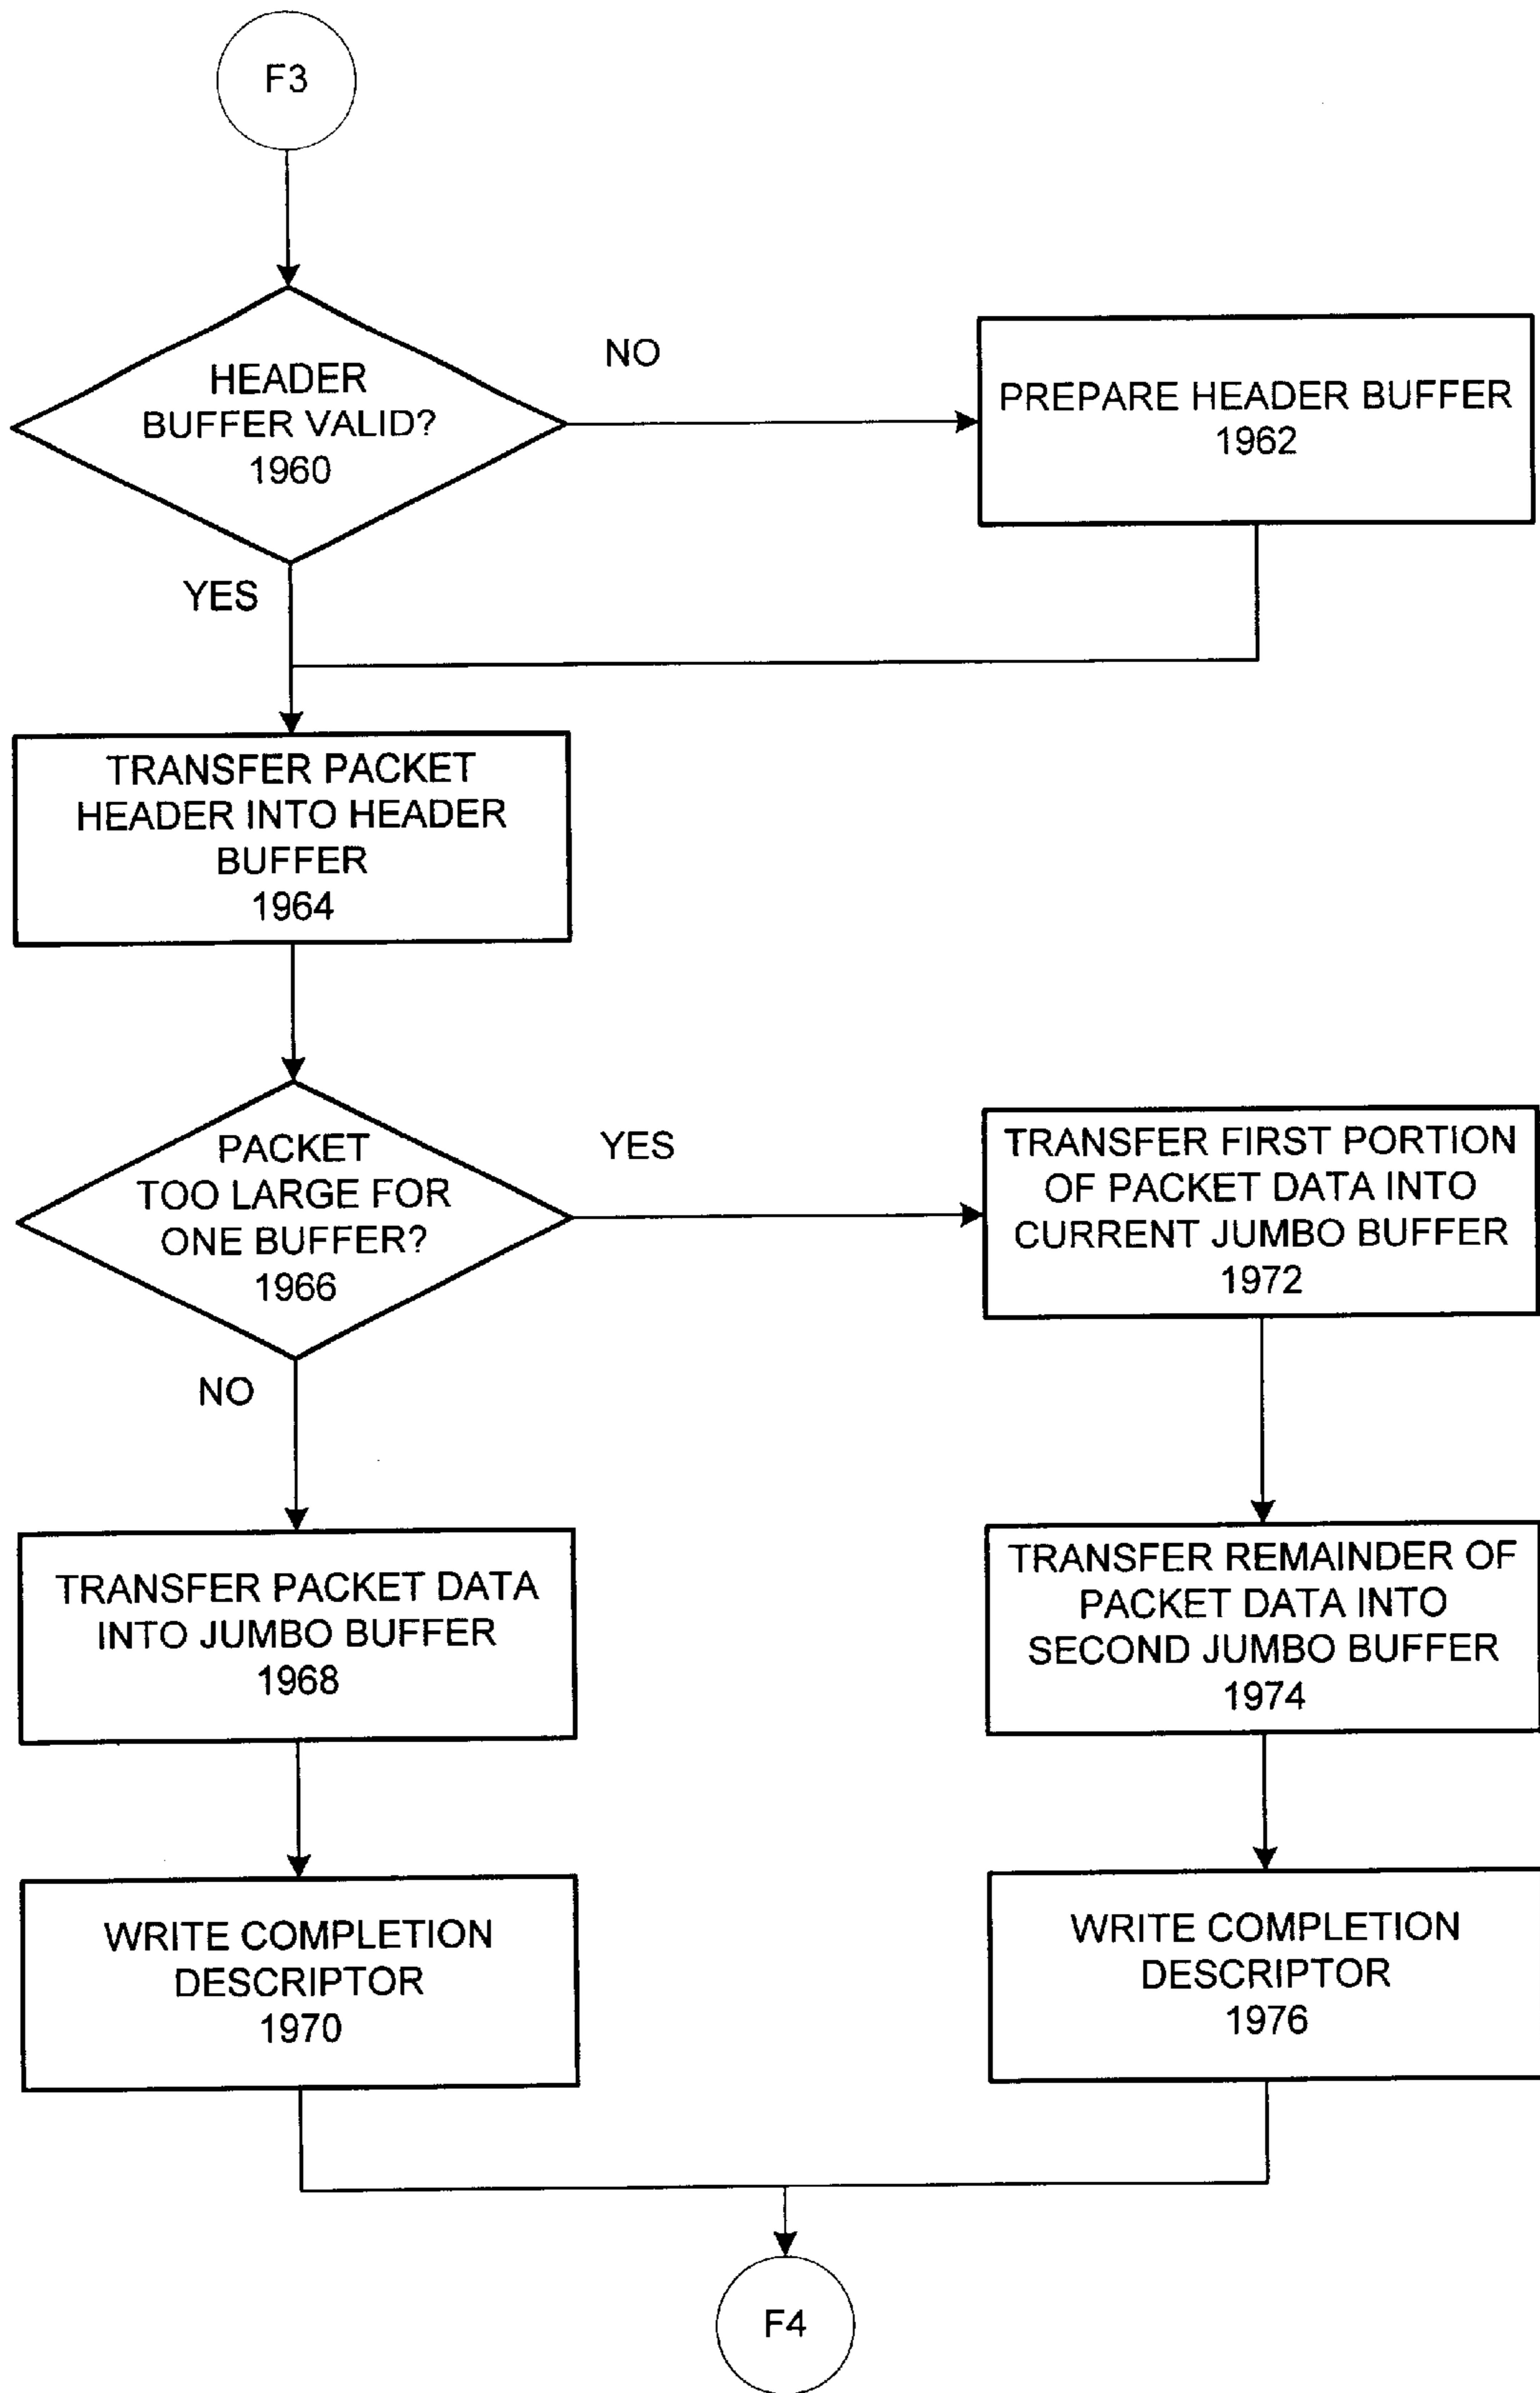 F3
HEADER
BUFFER VALID?
1960
NO
PREPARE HEADER BUFFER
1962
YES
TRANSFER PACKET
HEADER INTO HEADER
BUFFER
1964
PACKET
TOO LARGE FOR
ONE BUFFER?
1966
YES
TRANSFER FIRST PORTION
OF PACKET DATA INTO
CURRENT JUMBO BUFFER
1972
NO
TRANSFER PACKET DATA
INTO JUMBO BUFFER
1968
TRANSFER REMAINDER OF
PACKET DATA INTO
SECOND JUMBO BUFFER
1974
WRITE COMPLETION
DESCRIPTOR
1970
WRITE COMPLETION
DESCRIPTOR
1976
F4